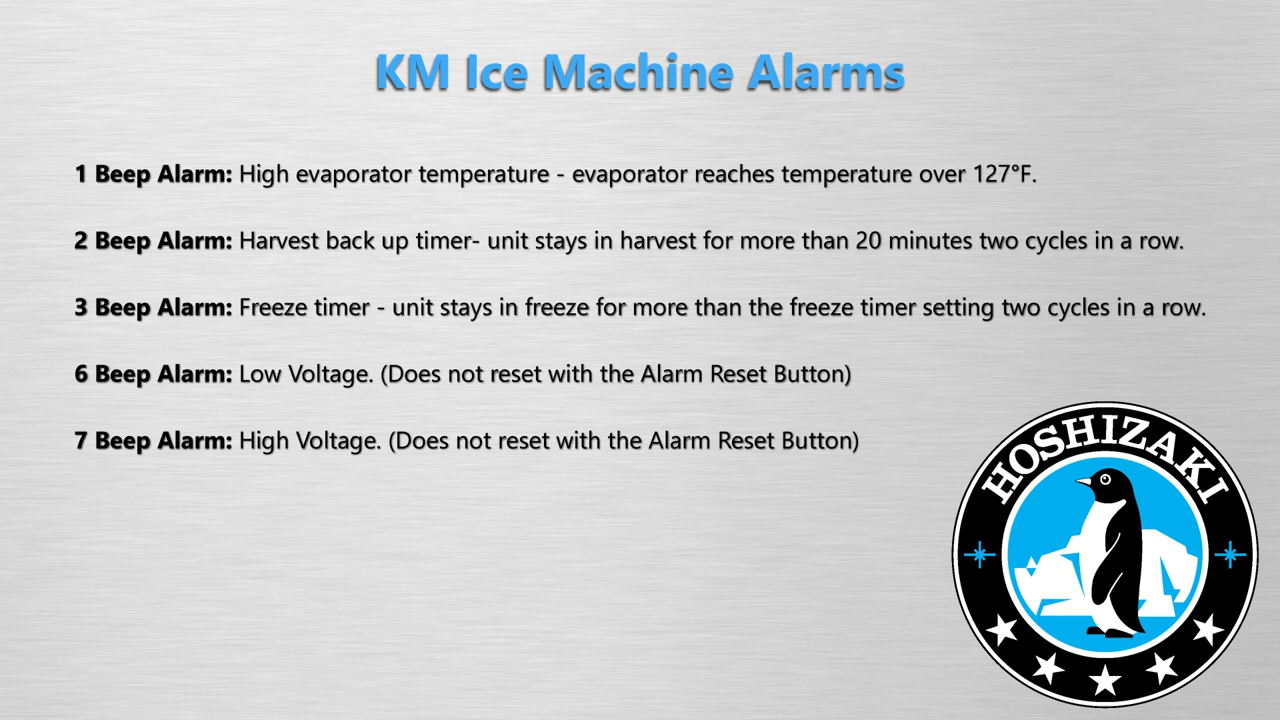 KM Ice Machine Alarms
1 Beep Alarm: High evaporator temperature - evaporator reaches temperature over 127°F.
2 Beep Alarm: Harvest back up timer- unit stays in harvest for more than 20 minutes two cycles in a row.
3 Beep Alarm: Freeze timer - unit stays in freeze for more than the freeze timer setting two cycles in a row.
6 Beep Alarm: Low Voltage. (Does not reset with the Alarm Reset Button)
7 Beep Alarm: High Voltage. (Does not reset with the Alarm Reset Button)
HOSHIZAKI